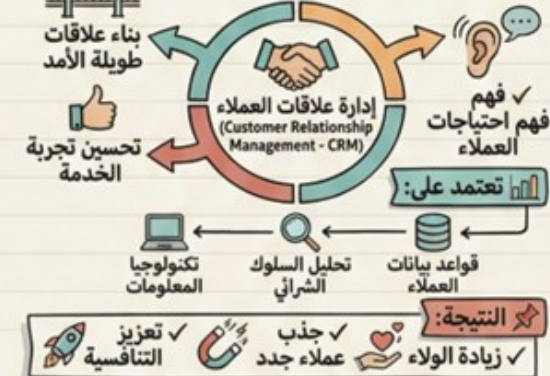 بناء علاقات
طويلة الأمد
إدارة علاقات العملاء
(Customer Relationship
Management - CRM)
✓ فهم
فهم احتياجات
العملاء
تحسين تجربة
الخدمة
تعتمد على:
قواعد بيانات
العملاء
تحليل السلوك
الشرائي
تكنولوجيا
المعلومات
النتيجة:
✓ زيادة الولاء
✓ جذب
عملاء جدد
✓ تعزيز
التنافسية